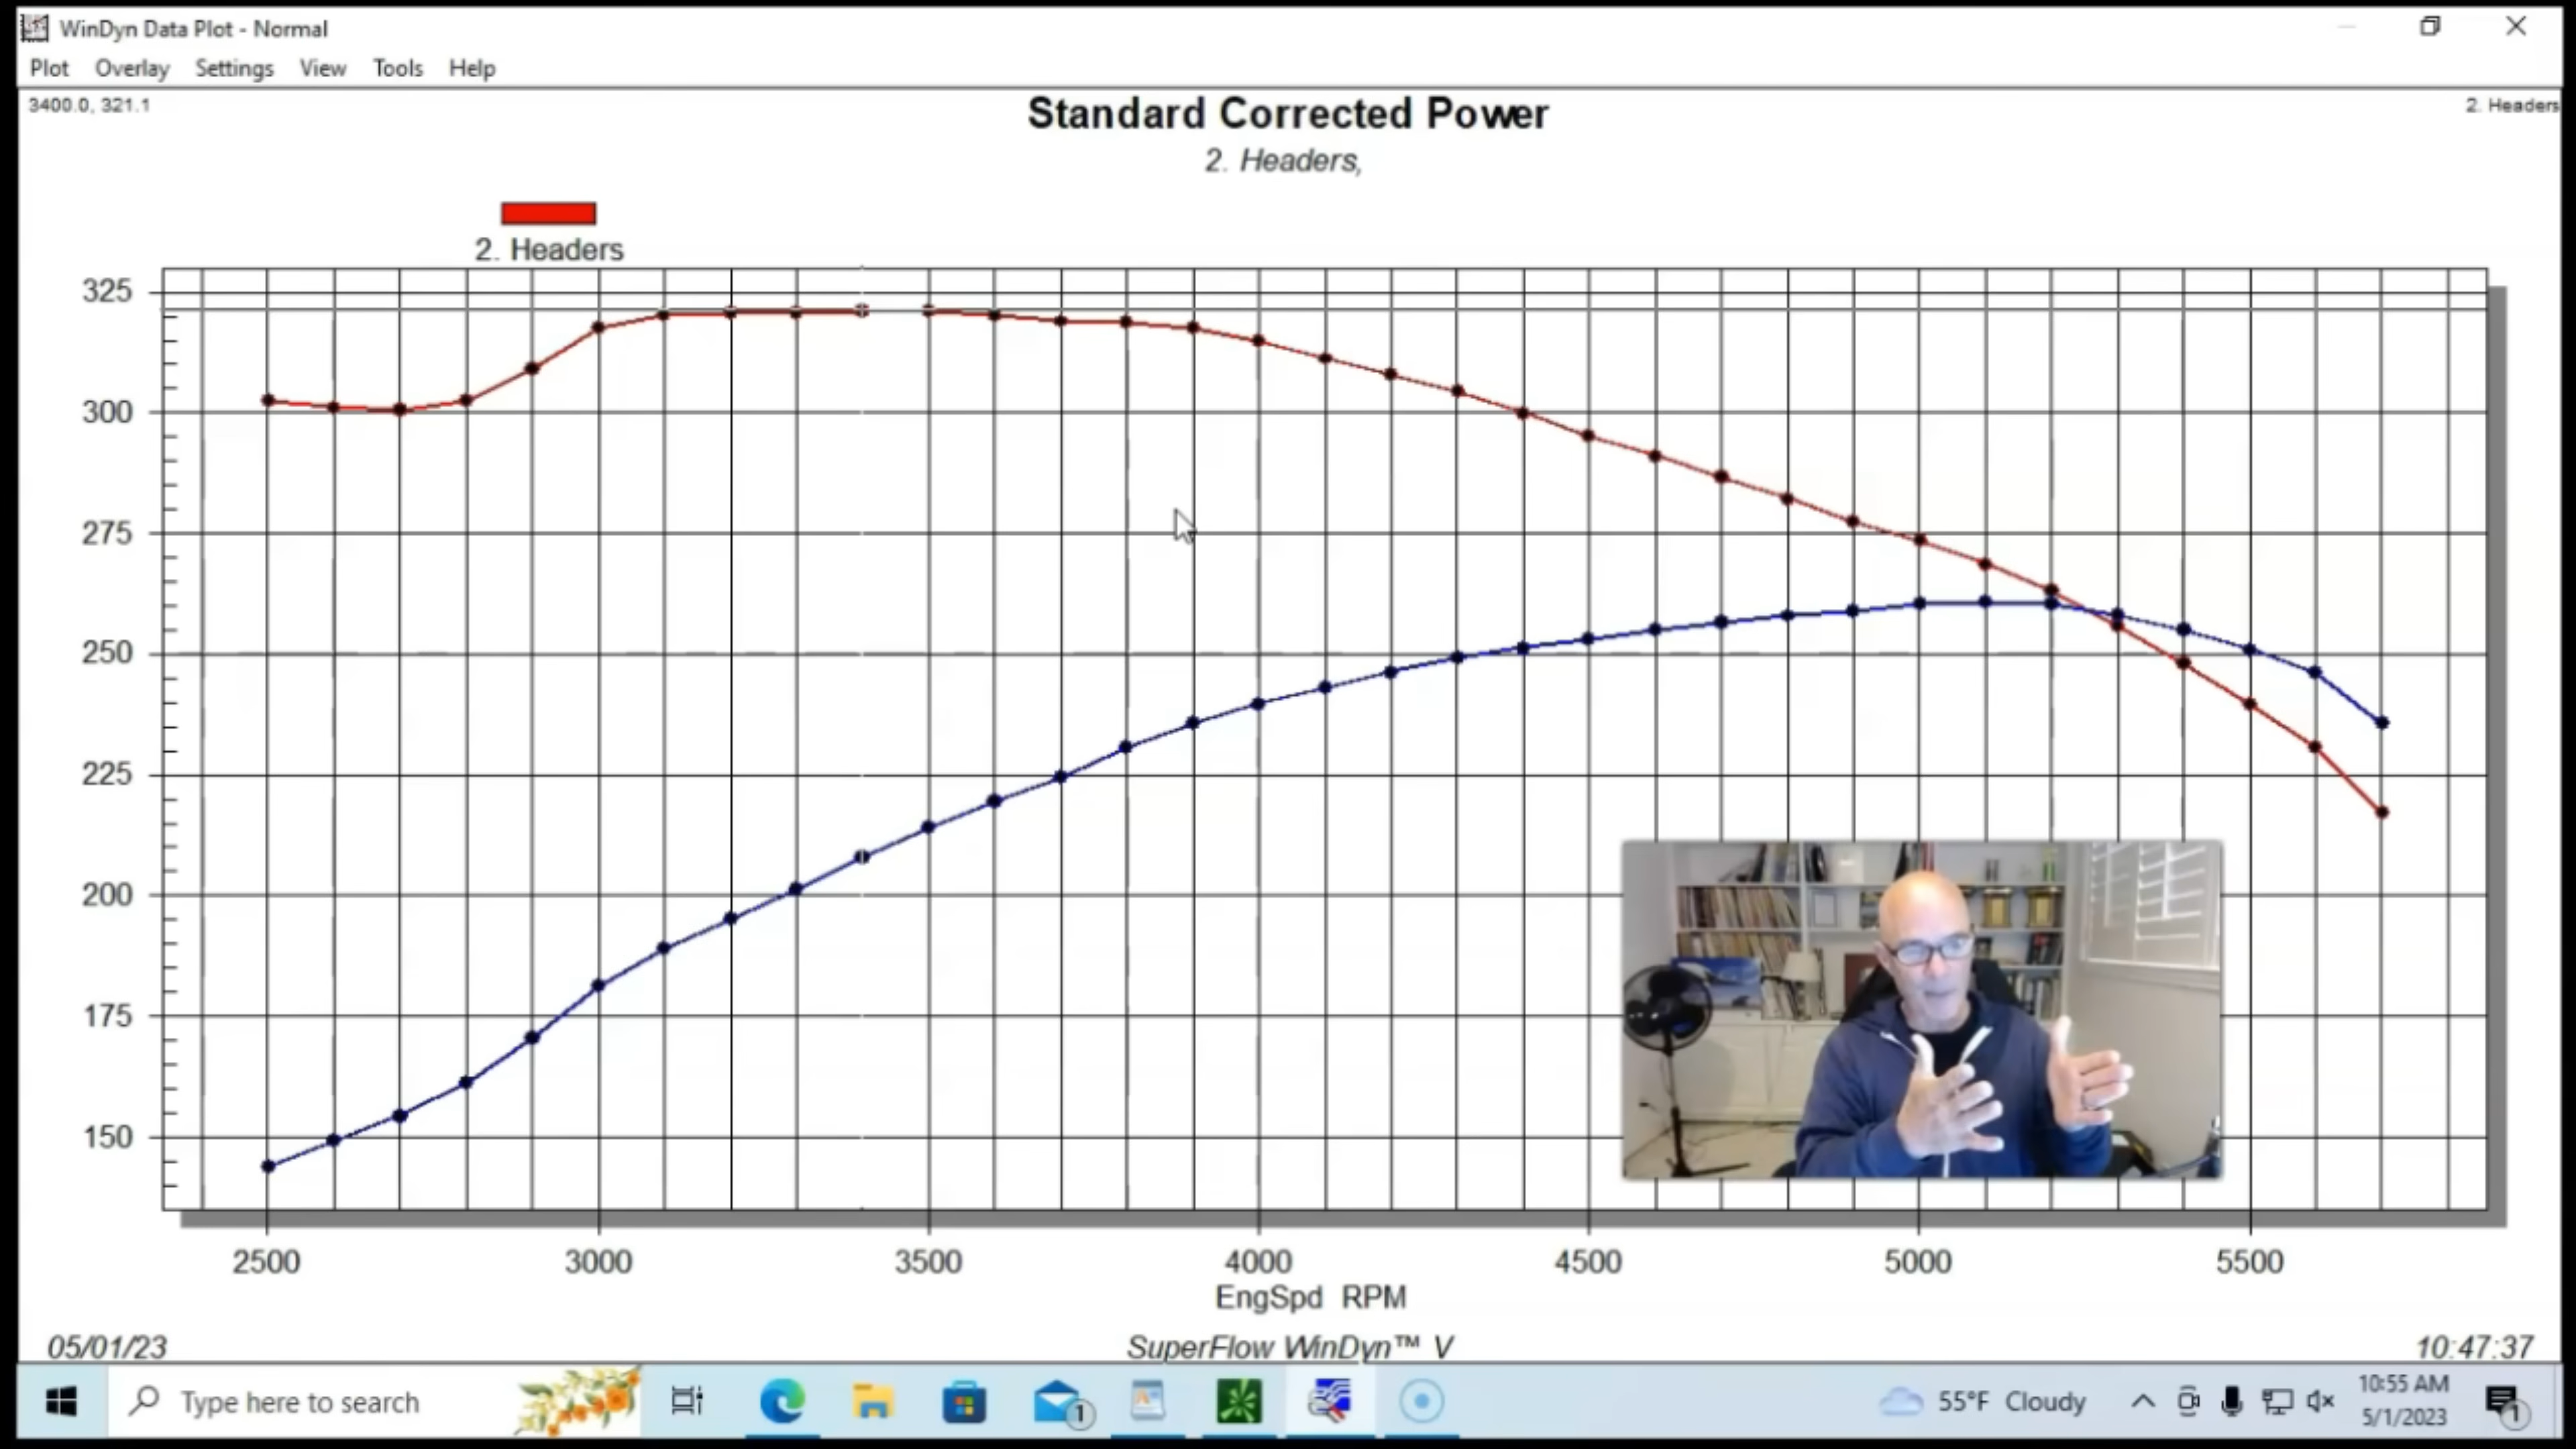 WinDyn Data Plot - Normal
Plot Overlay Settings View Tools Help
3400.0, 321.1
Standard Corrected Power
2. Headers
2. Headers,
2. Headers
325
300
275
250
225
200
175
150
2500 3000 3500 4000 4500 5000 5500
EngSpd RPM
05/01/23
SuperFlow WinDyn™ V
10:47:37
Type here to search
1
55°F Cloudy
10:55 AM
5/1/2023
1